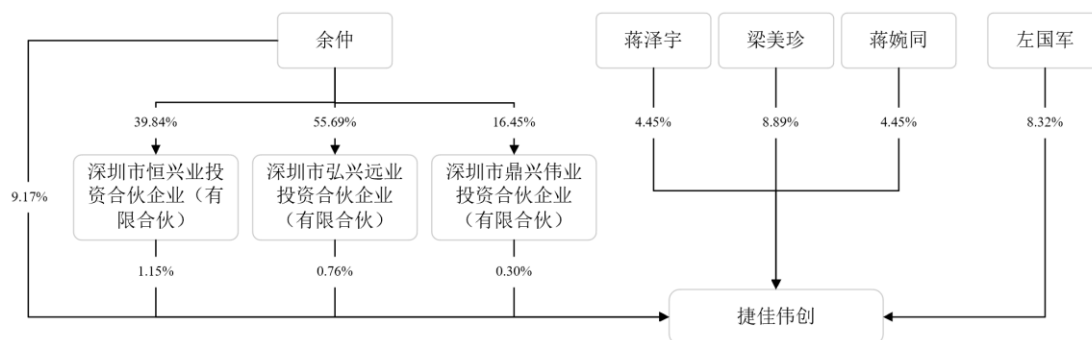 余仲
蒋泽宇
梁美珍
蒋婉同
左国军
39.84%
55.69%
16.45%
4.45%
8.89%
4.45%
8.32%
9.17%
深圳市恒兴业投
资合伙企业（有
限合伙）
深圳市弘兴远业
投资合伙企业
（有限合伙）
深圳市鼎兴伟业
投资合伙企业
（有限合伙）
1.15%
0.76%
0.30%
捷佳伟创